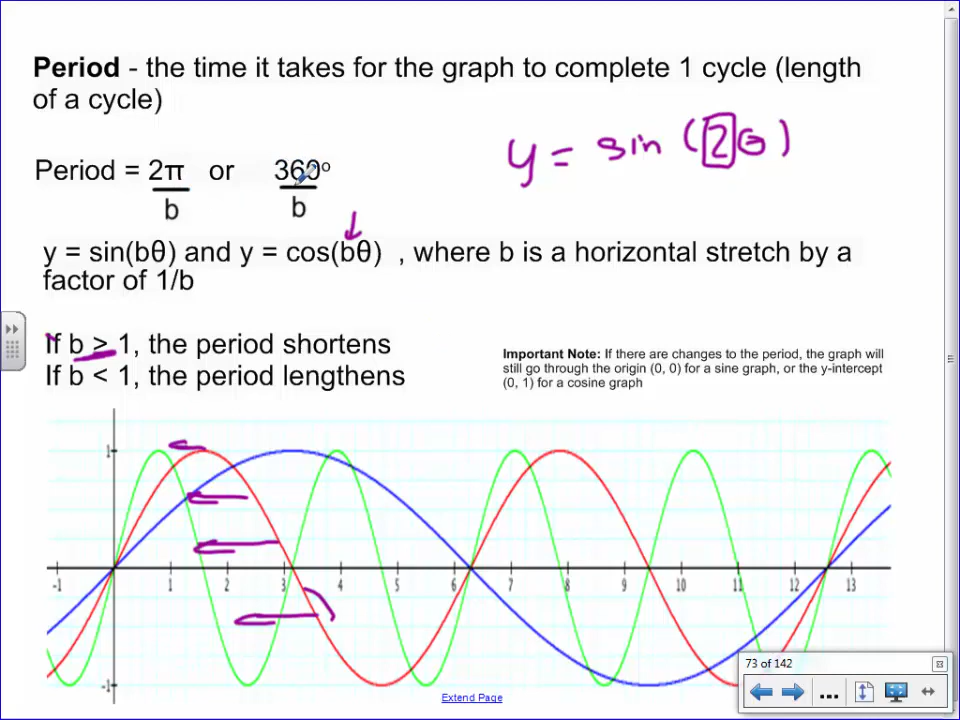 Period - the time it takes for the graph to complete 1 cycle (length
of a cycle)
y = sin (2θ)
Period = 2π or 360º
b b
y = sin(bθ) and y = cos(bθ) , where b is a horizontal stretch by a
factor of 1/b
If b > 1, the period shortens
If b < 1, the period lengthens
Important Note: If there are changes to the period, the graph will
still go through the origin (0, 0) for a sine graph, or the y-intercept
(0, 1) for a cosine graph
1
-1 1 2 3 4 5 6 7 8 9 10 11 12 13
-1
73 of 142
Extend Page